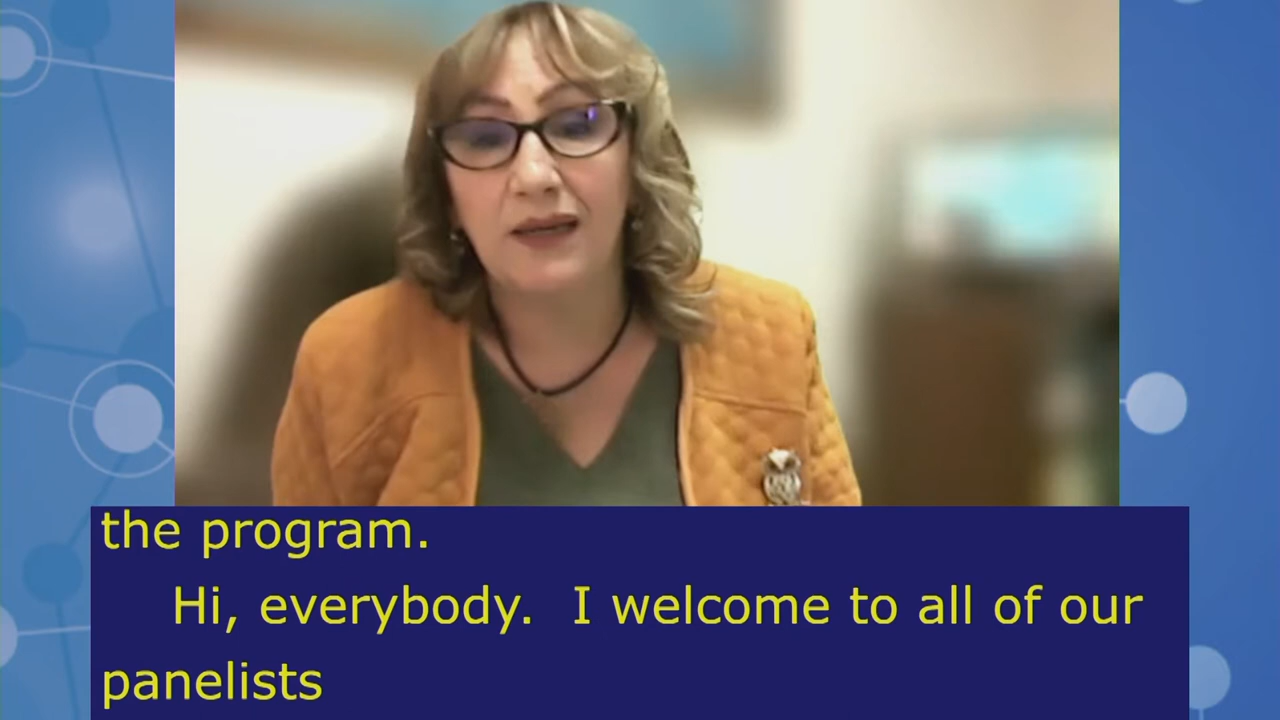 the program.
Hi, everybody.  I welcome to all of our
panelists